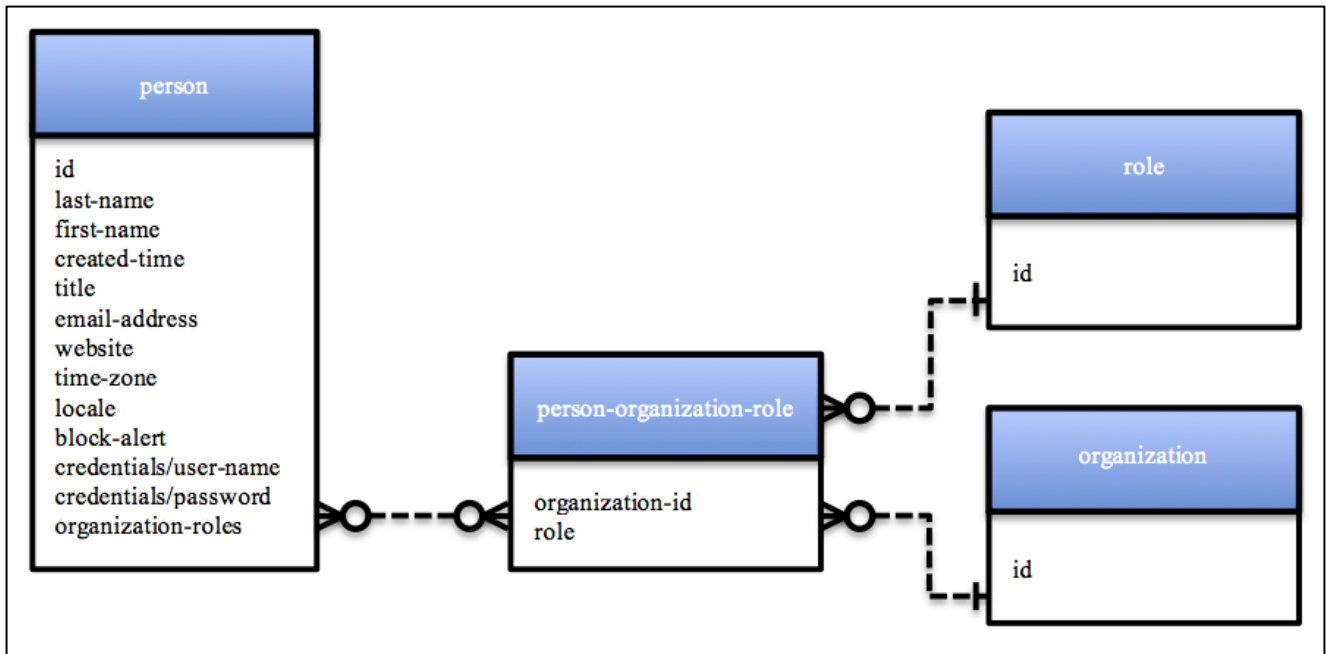 person
id
last-name
first-name
created-time
title
email-address
website
time-zone
locale
block-alert
credentials/user-name
credentials/password
organization-roles
person-organization-role
organization-id
role
role
id
organization
id